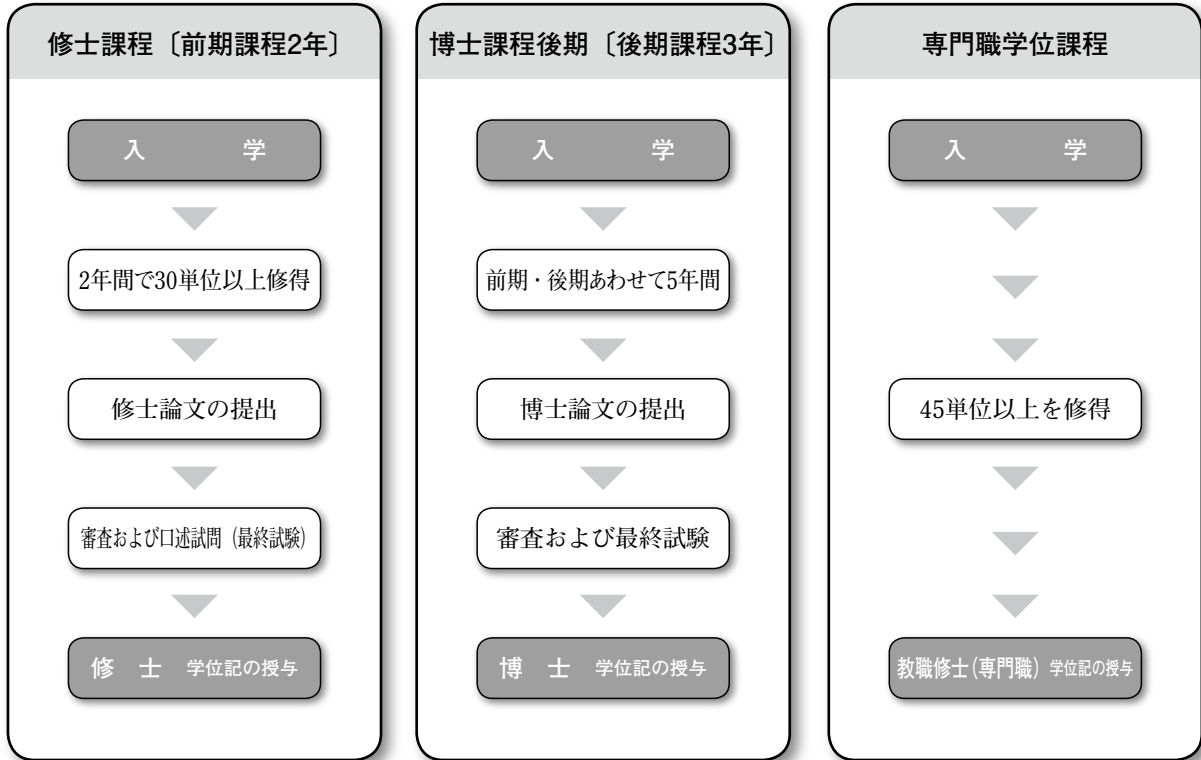 修士課程〔前期課程2年〕
入　学
2年間で30単位以上修得
修士論文の提出
審査および口述試問（最終試験）
修　士　学位記の授与
博士課程後期〔後期課程3年〕
入　学
前期・後期あわせて5年間
博士論文の提出
審査および最終試験
博　士　学位記の授与
専門職学位課程
入　学
45単位以上を修得
教職修士(専門職) 学位記の授与